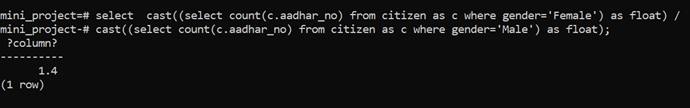 mini_project=# select  cast((select count(c.aadhar_no) from citizen as c where gender='Female') as float) /
mini_project-# cast((select count(c.aadhar_no) from citizen as c where gender='Male') as float);
 ?column?
----------
      1.4
(1 row)